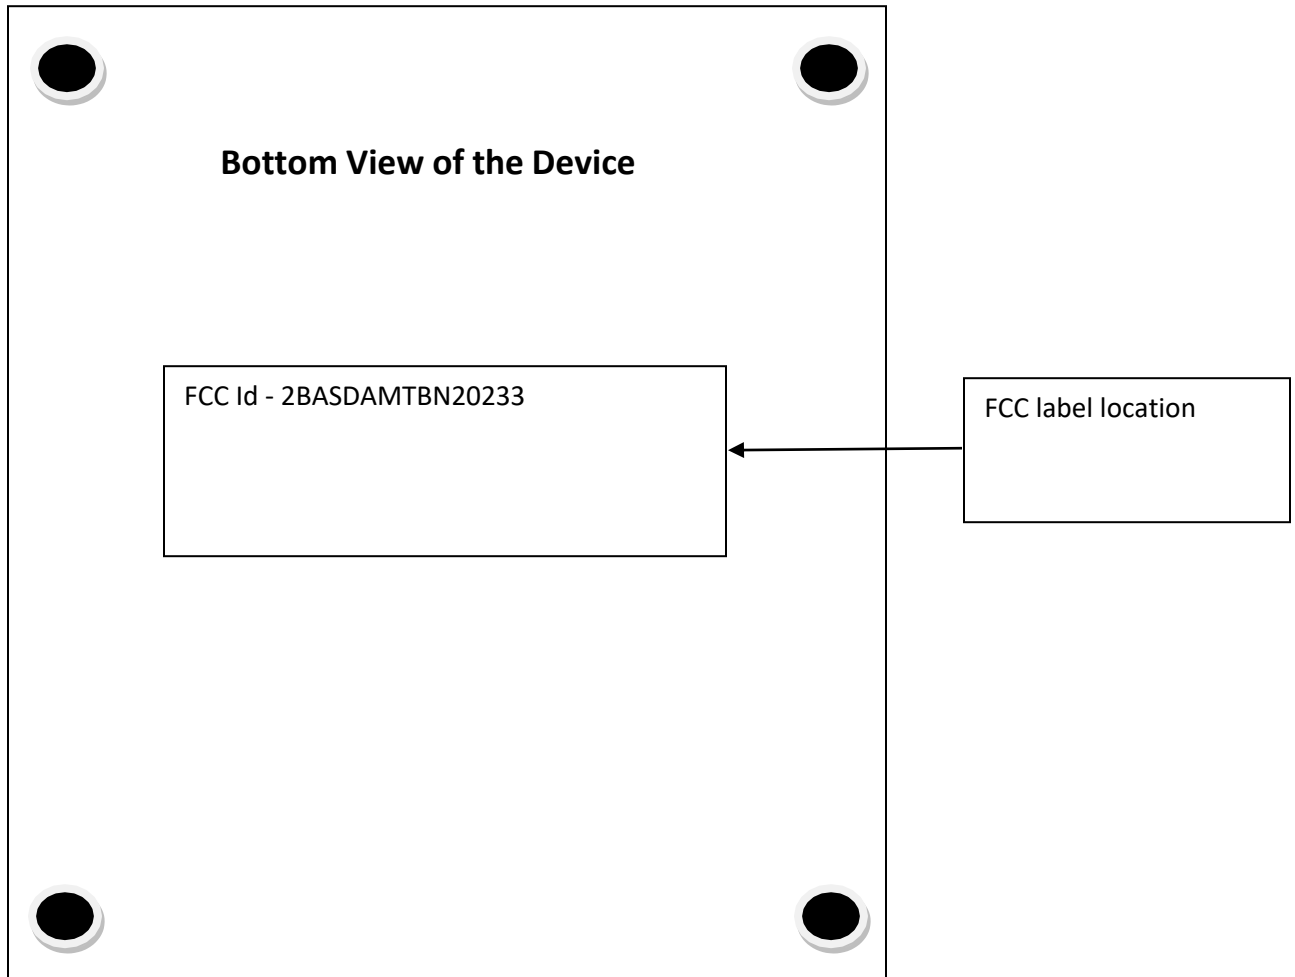 Bottom View of the Device
FCC Id - 2BASDAMTBN20233
FCC label location